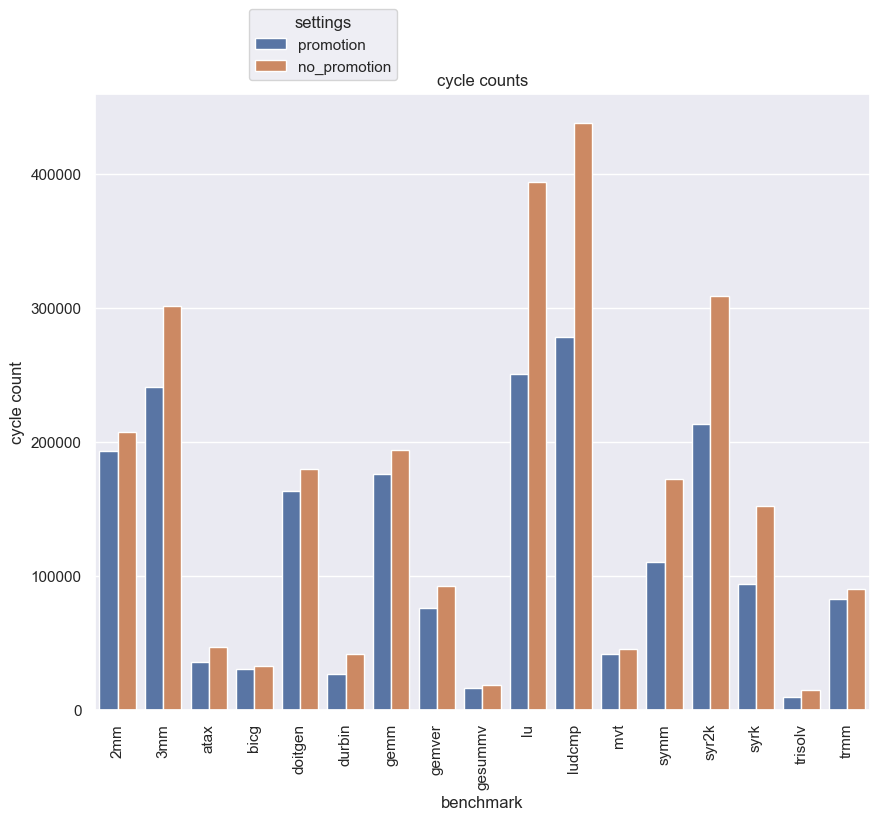 settings
promotion
no_promotion
cycle counts
cycle count
400000
300000
200000
100000
0
2mm
3mm
atax
bicg
doitgen
durbin
gemm
gemver
gesummv
lu
ludcmp
mvt
symm
syr2k
syrk
trisolv
trmm
benchmark